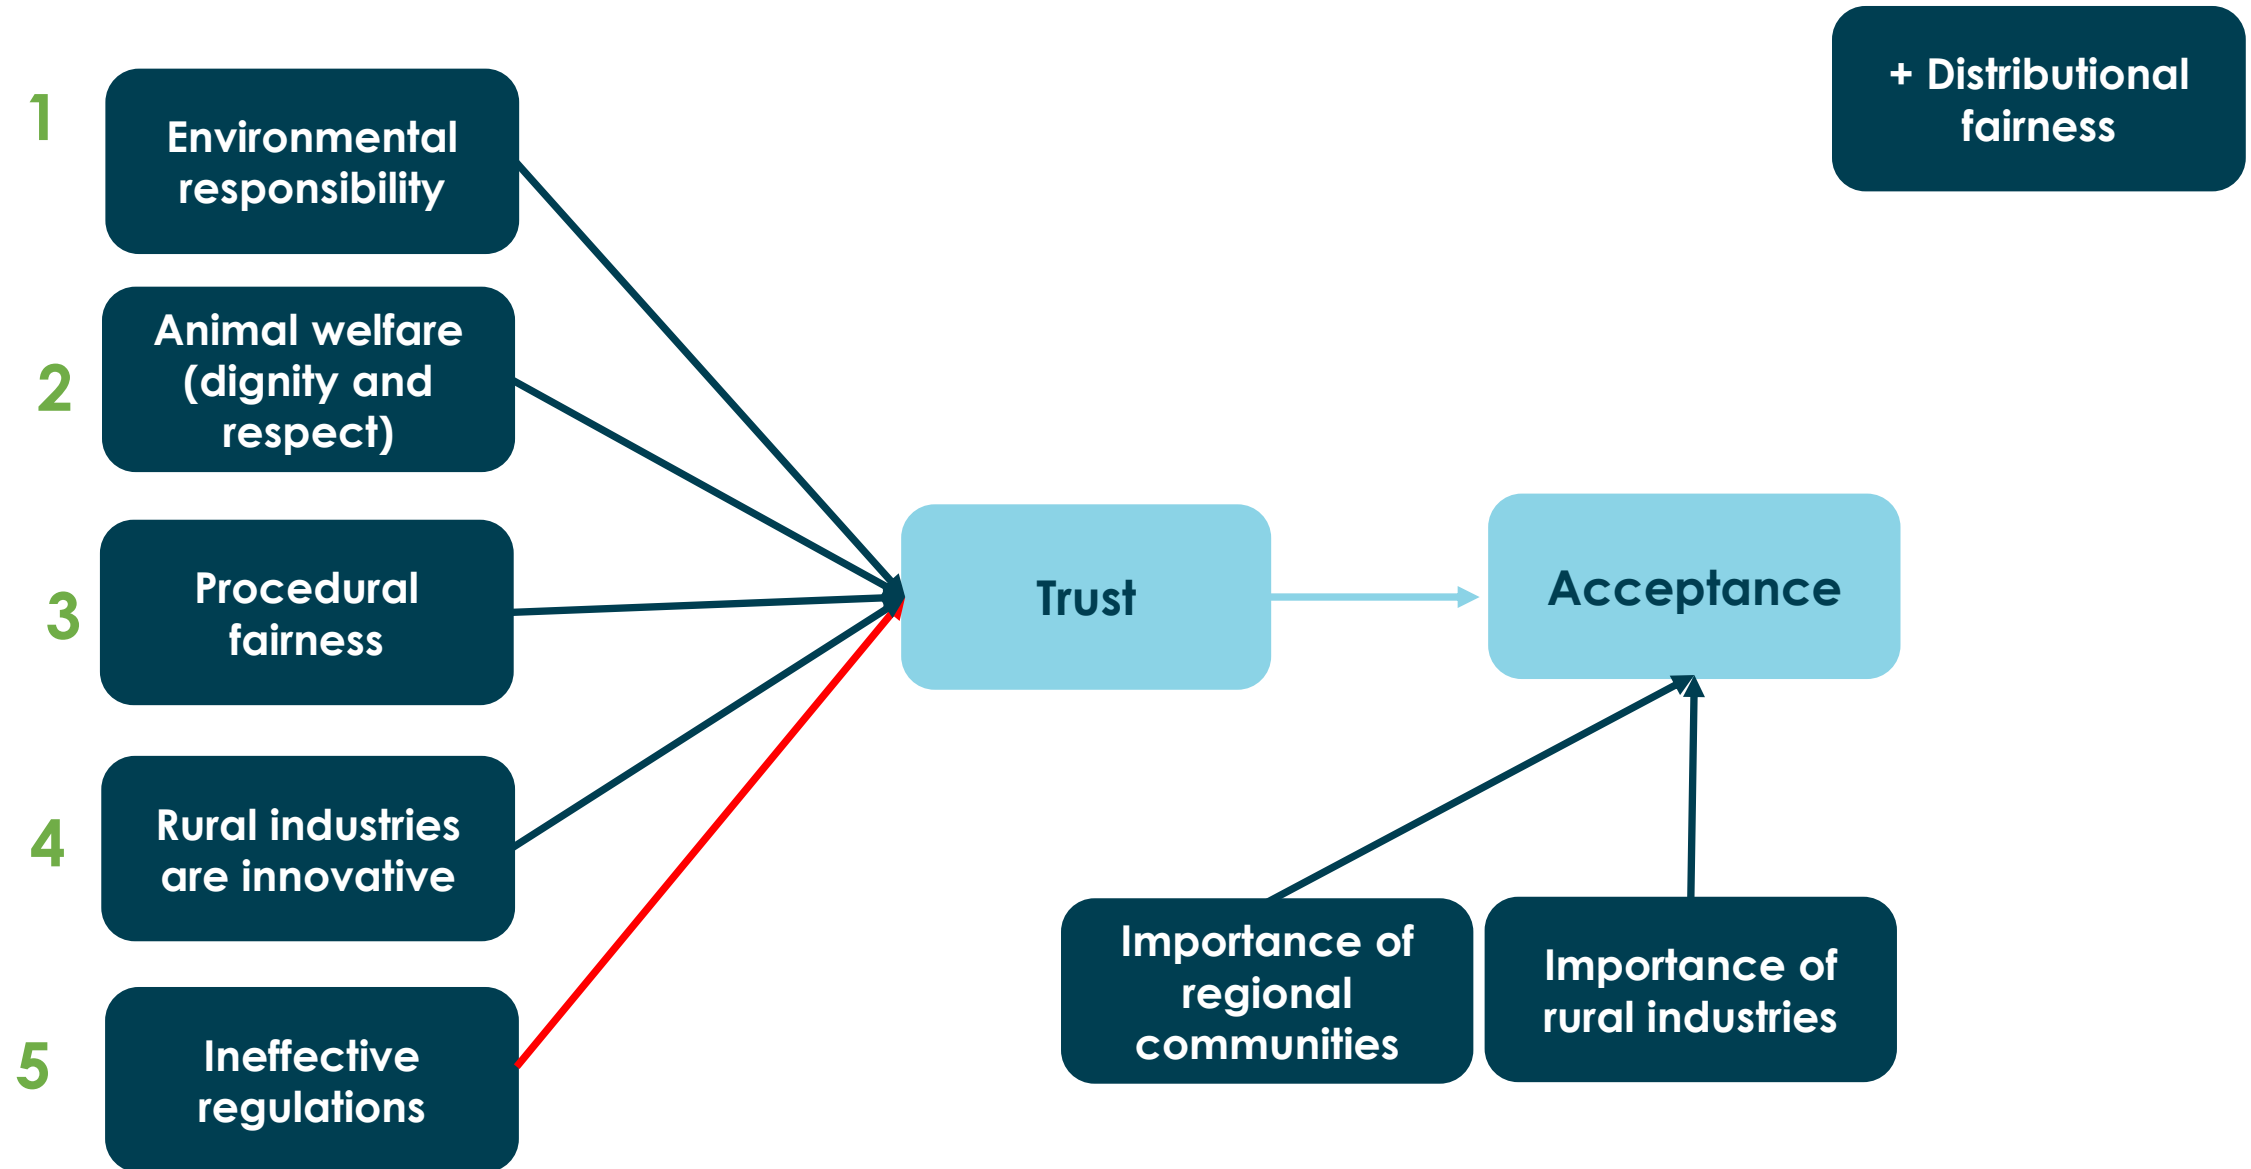 + Distributional
fairness
1
Environmental
responsibility
2
Animal welfare
(dignity and
respect)
3
Procedural
fairness
Trust
Acceptance
4
Rural industries
are innovative
Importance of
regional
communities
Importance of
rural industries
5
Ineffective
regulations